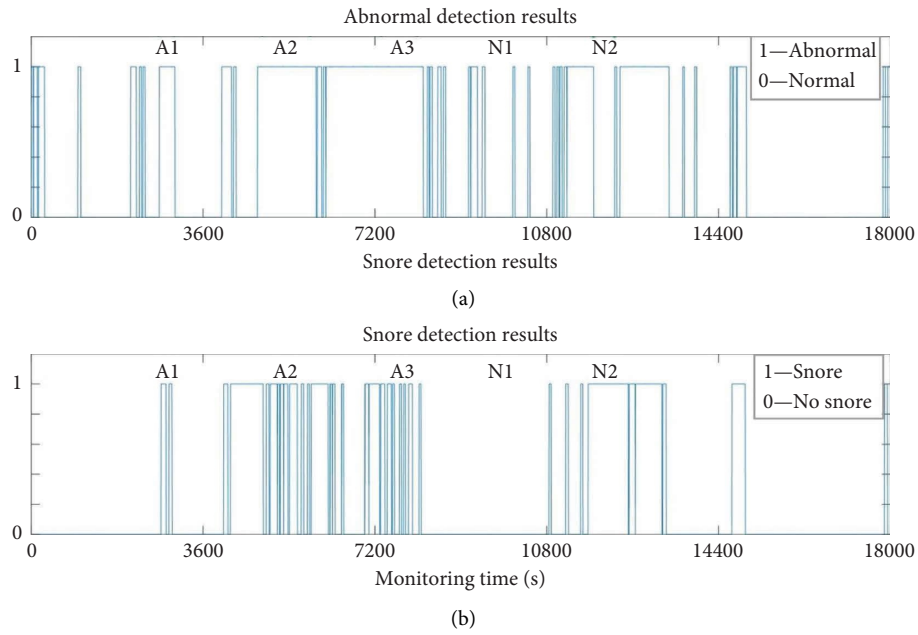 Abnormal detection results
A1 A2 A3 N1 N2
1—Abnormal
0—Normal
1
0
0 3600 7200 10800 14400 18000
Snore detection results
(a)
Snore detection results
A1 A2 A3 N1 N2
1—Snore
0—No snore
1
0
0 3600 7200 10800 14400 18000
Monitoring time (s)
(b)